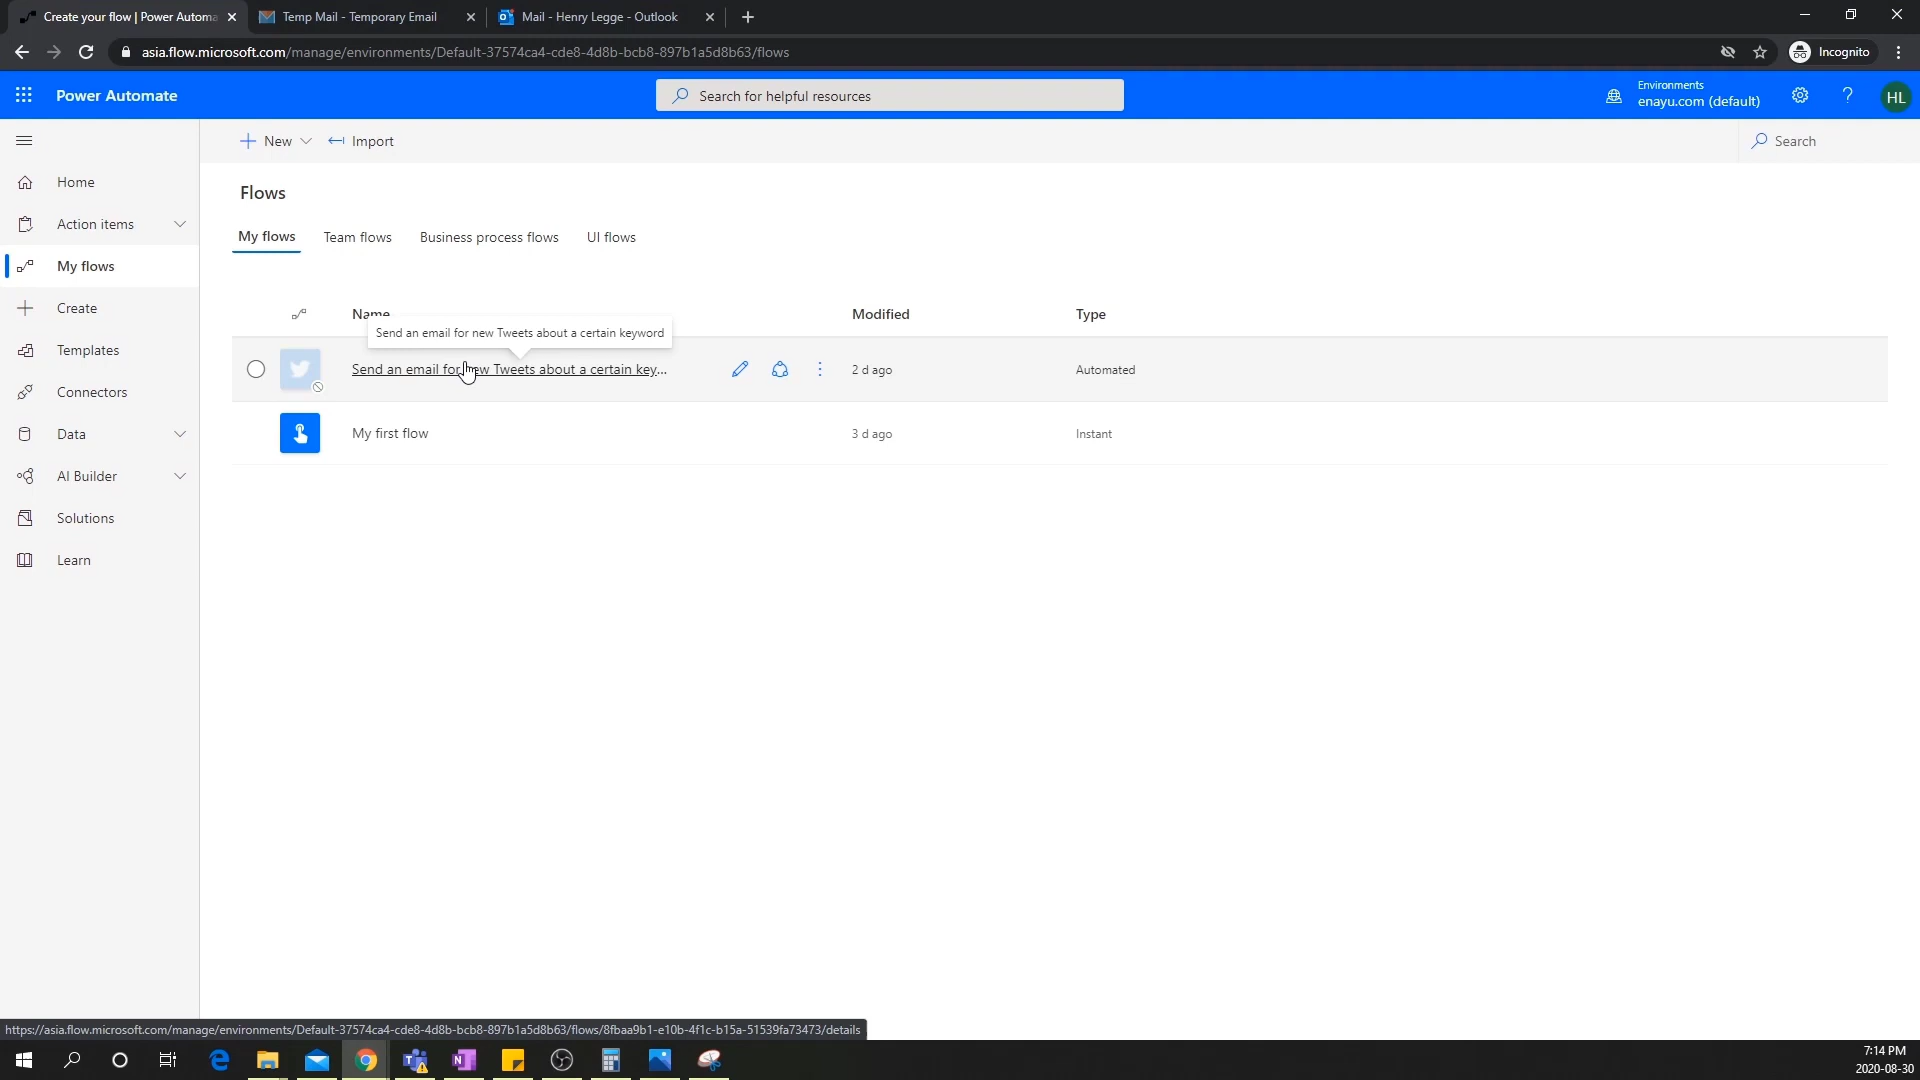 Create your flow | Power Automa
Temp Mail - Temporary Email
Mail - Henry Legge - Outlook
asia.flow.microsoft.com/manage/environments/Default-37574ca4-cde8-4d8b-bcb8-897b1a5d8b63/flows
Incognito
Power Automate
Search for helpful resources
Environments
enayu.com (default)
?
HL
New
Import
Search
Home
Action items
My flows
Create
Templates
Connectors
Data
AI Builder
Solutions
Learn
Flows
My flows
Team flows
Business process flows
UI flows
Name
Modified
Type
Send an email for new Tweets about a certain keyword
Send an email for new Tweets about a certain key...
2 d ago
Automated
My first flow
3 d ago
Instant
https://asia.flow.microsoft.com/manage/environments/Default-37574ca4-cde8-4d8b-bcb8-897b1a5d8b63/flows/8fbaa9b1-e10b-4f1c-b15a-51539fa73473/details
7:14 PM
2020-08-30